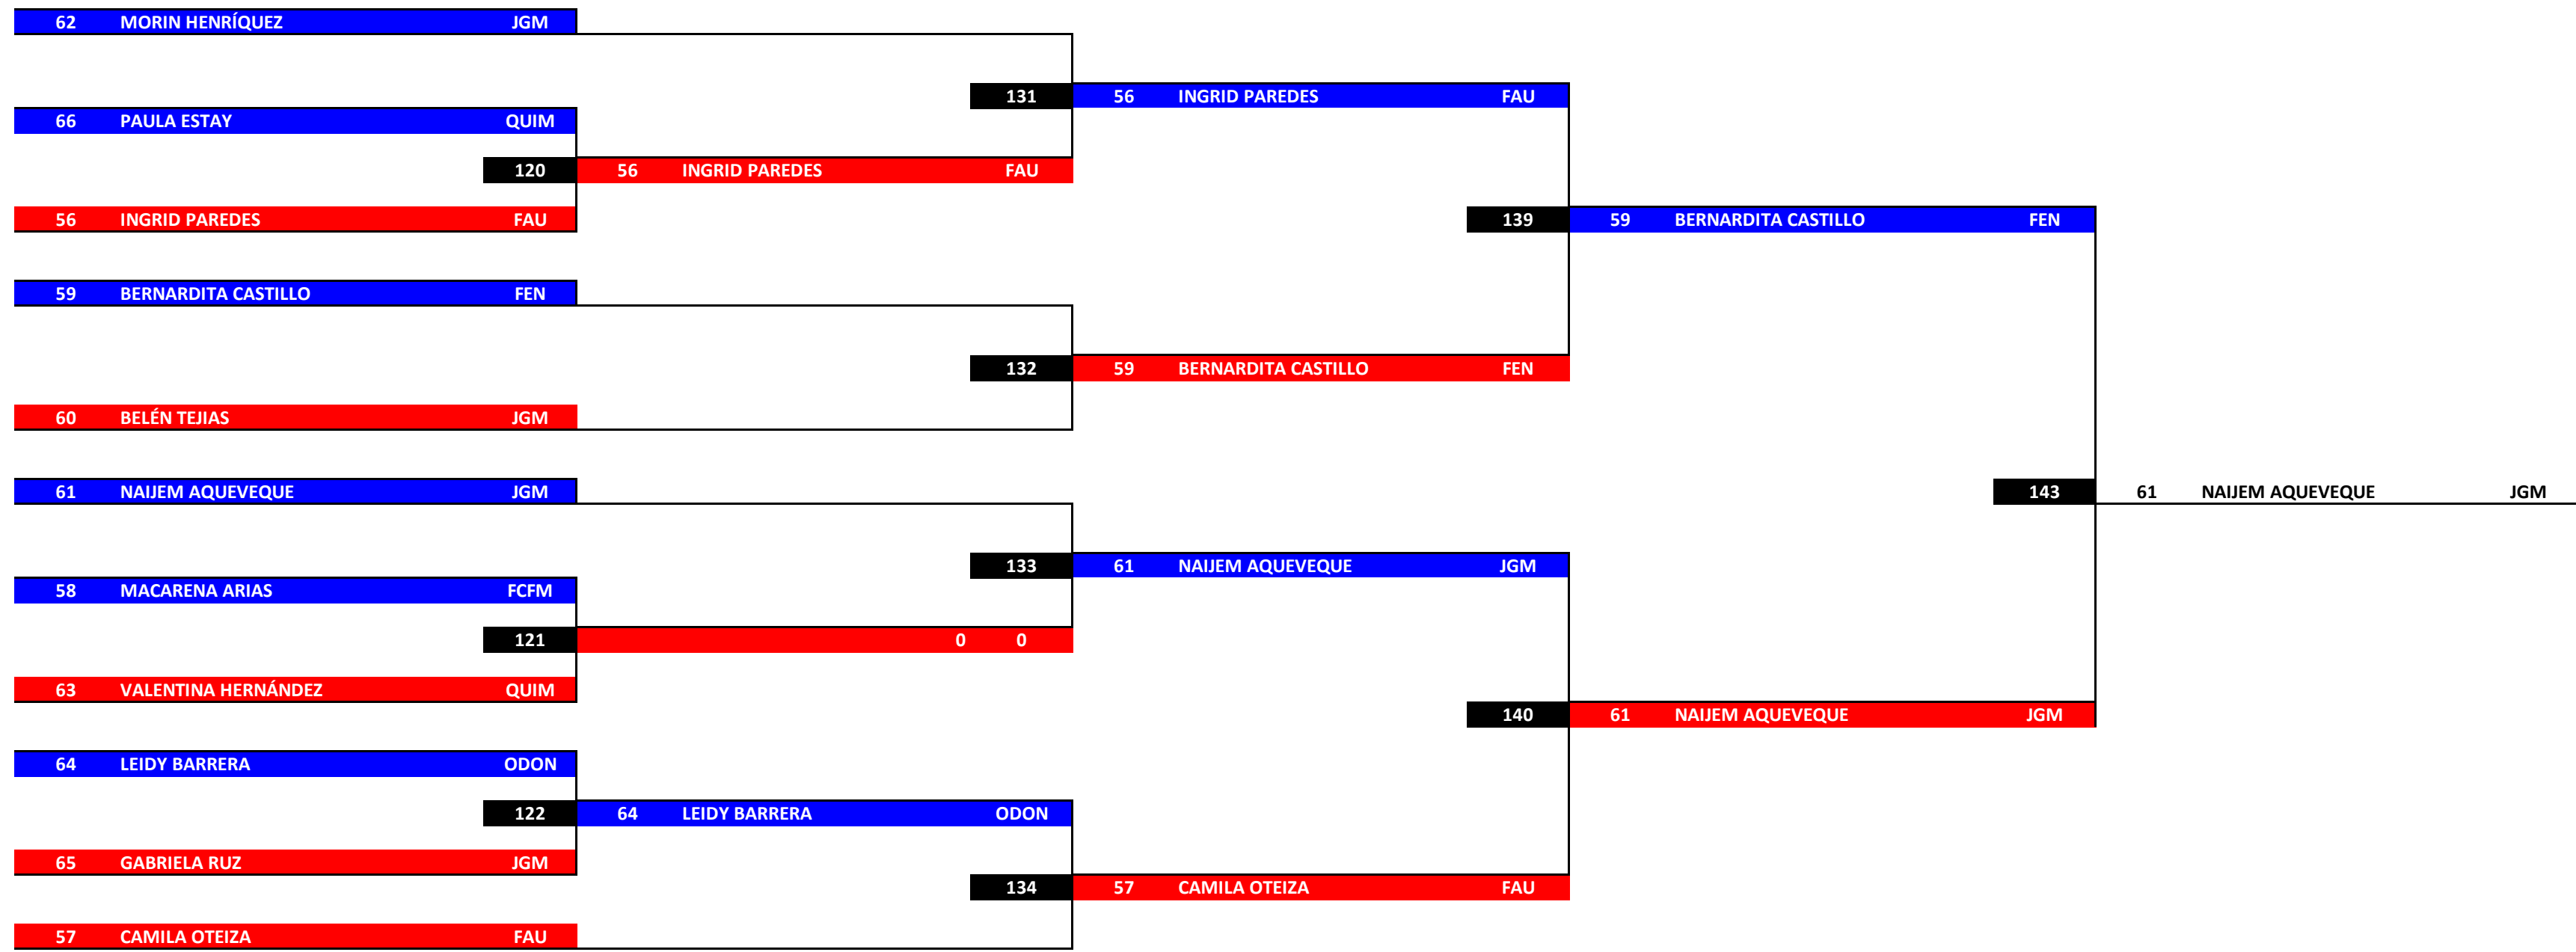 62 MORIN HENRÍQUEZ JGM
131 56 INGRID PAREDES FAU
66 PAULA ESTAY QUIM
120 56 INGRID PAREDES FAU
56 INGRID PAREDES FAU
139 59 BERNARDITA CASTILLO FEN
59 BERNARDITA CASTILLO FEN
132 59 BERNARDITA CASTILLO FEN
60 BELÉN TEJIAS JGM
61 NAIJEM AQUEVEQUE JGM
143 61 NAIJEM AQUEVEQUE JGM
133 61 NAIJEM AQUEVEQUE JGM
58 MACARENA ARIAS FCFM
121 0 0
63 VALENTINA HERNÁNDEZ QUIM
140 61 NAIJEM AQUEVEQUE JGM
64 LEIDY BARRERA ODON
122 64 LEIDY BARRERA ODON
65 GABRIELA RUZ JGM
134 57 CAMILA OTEIZA FAU
57 CAMILA OTEIZA FAU